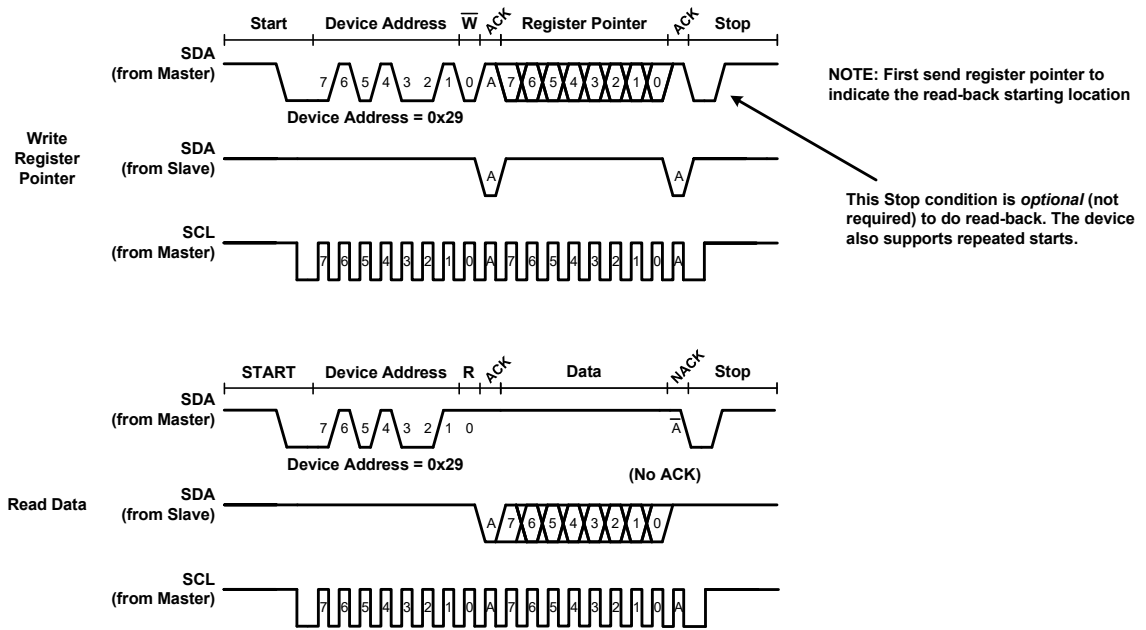 Start Device Address W̅ ACK Register Pointer ACK Stop
SDA
(from Master)
7 6 5 4 3 2 1 0 A 7 6 5 4 3 2 1 0 A
Device Address = 0x29
NOTE: First send register pointer to
indicate the read-back starting location
Write
Register
Pointer
SDA
(from Slave)
A A
This Stop condition is optional (not
required) to do read-back. The device
also supports repeated starts.
SCL
(from Master)
7 6 5 4 3 2 1 0 A 7 6 5 4 3 2 1 0 A
START Device Address R ACK Data NACK Stop
SDA
(from Master)
7 6 5 4 3 2 1 0 A̅
Device Address = 0x29
(No ACK)
Read Data
SDA
(from Slave)
A 7 6 5 4 3 2 1 0
SCL
(from Master)
7 6 5 4 3 2 1 0 A 7 6 5 4 3 2 1 0 A